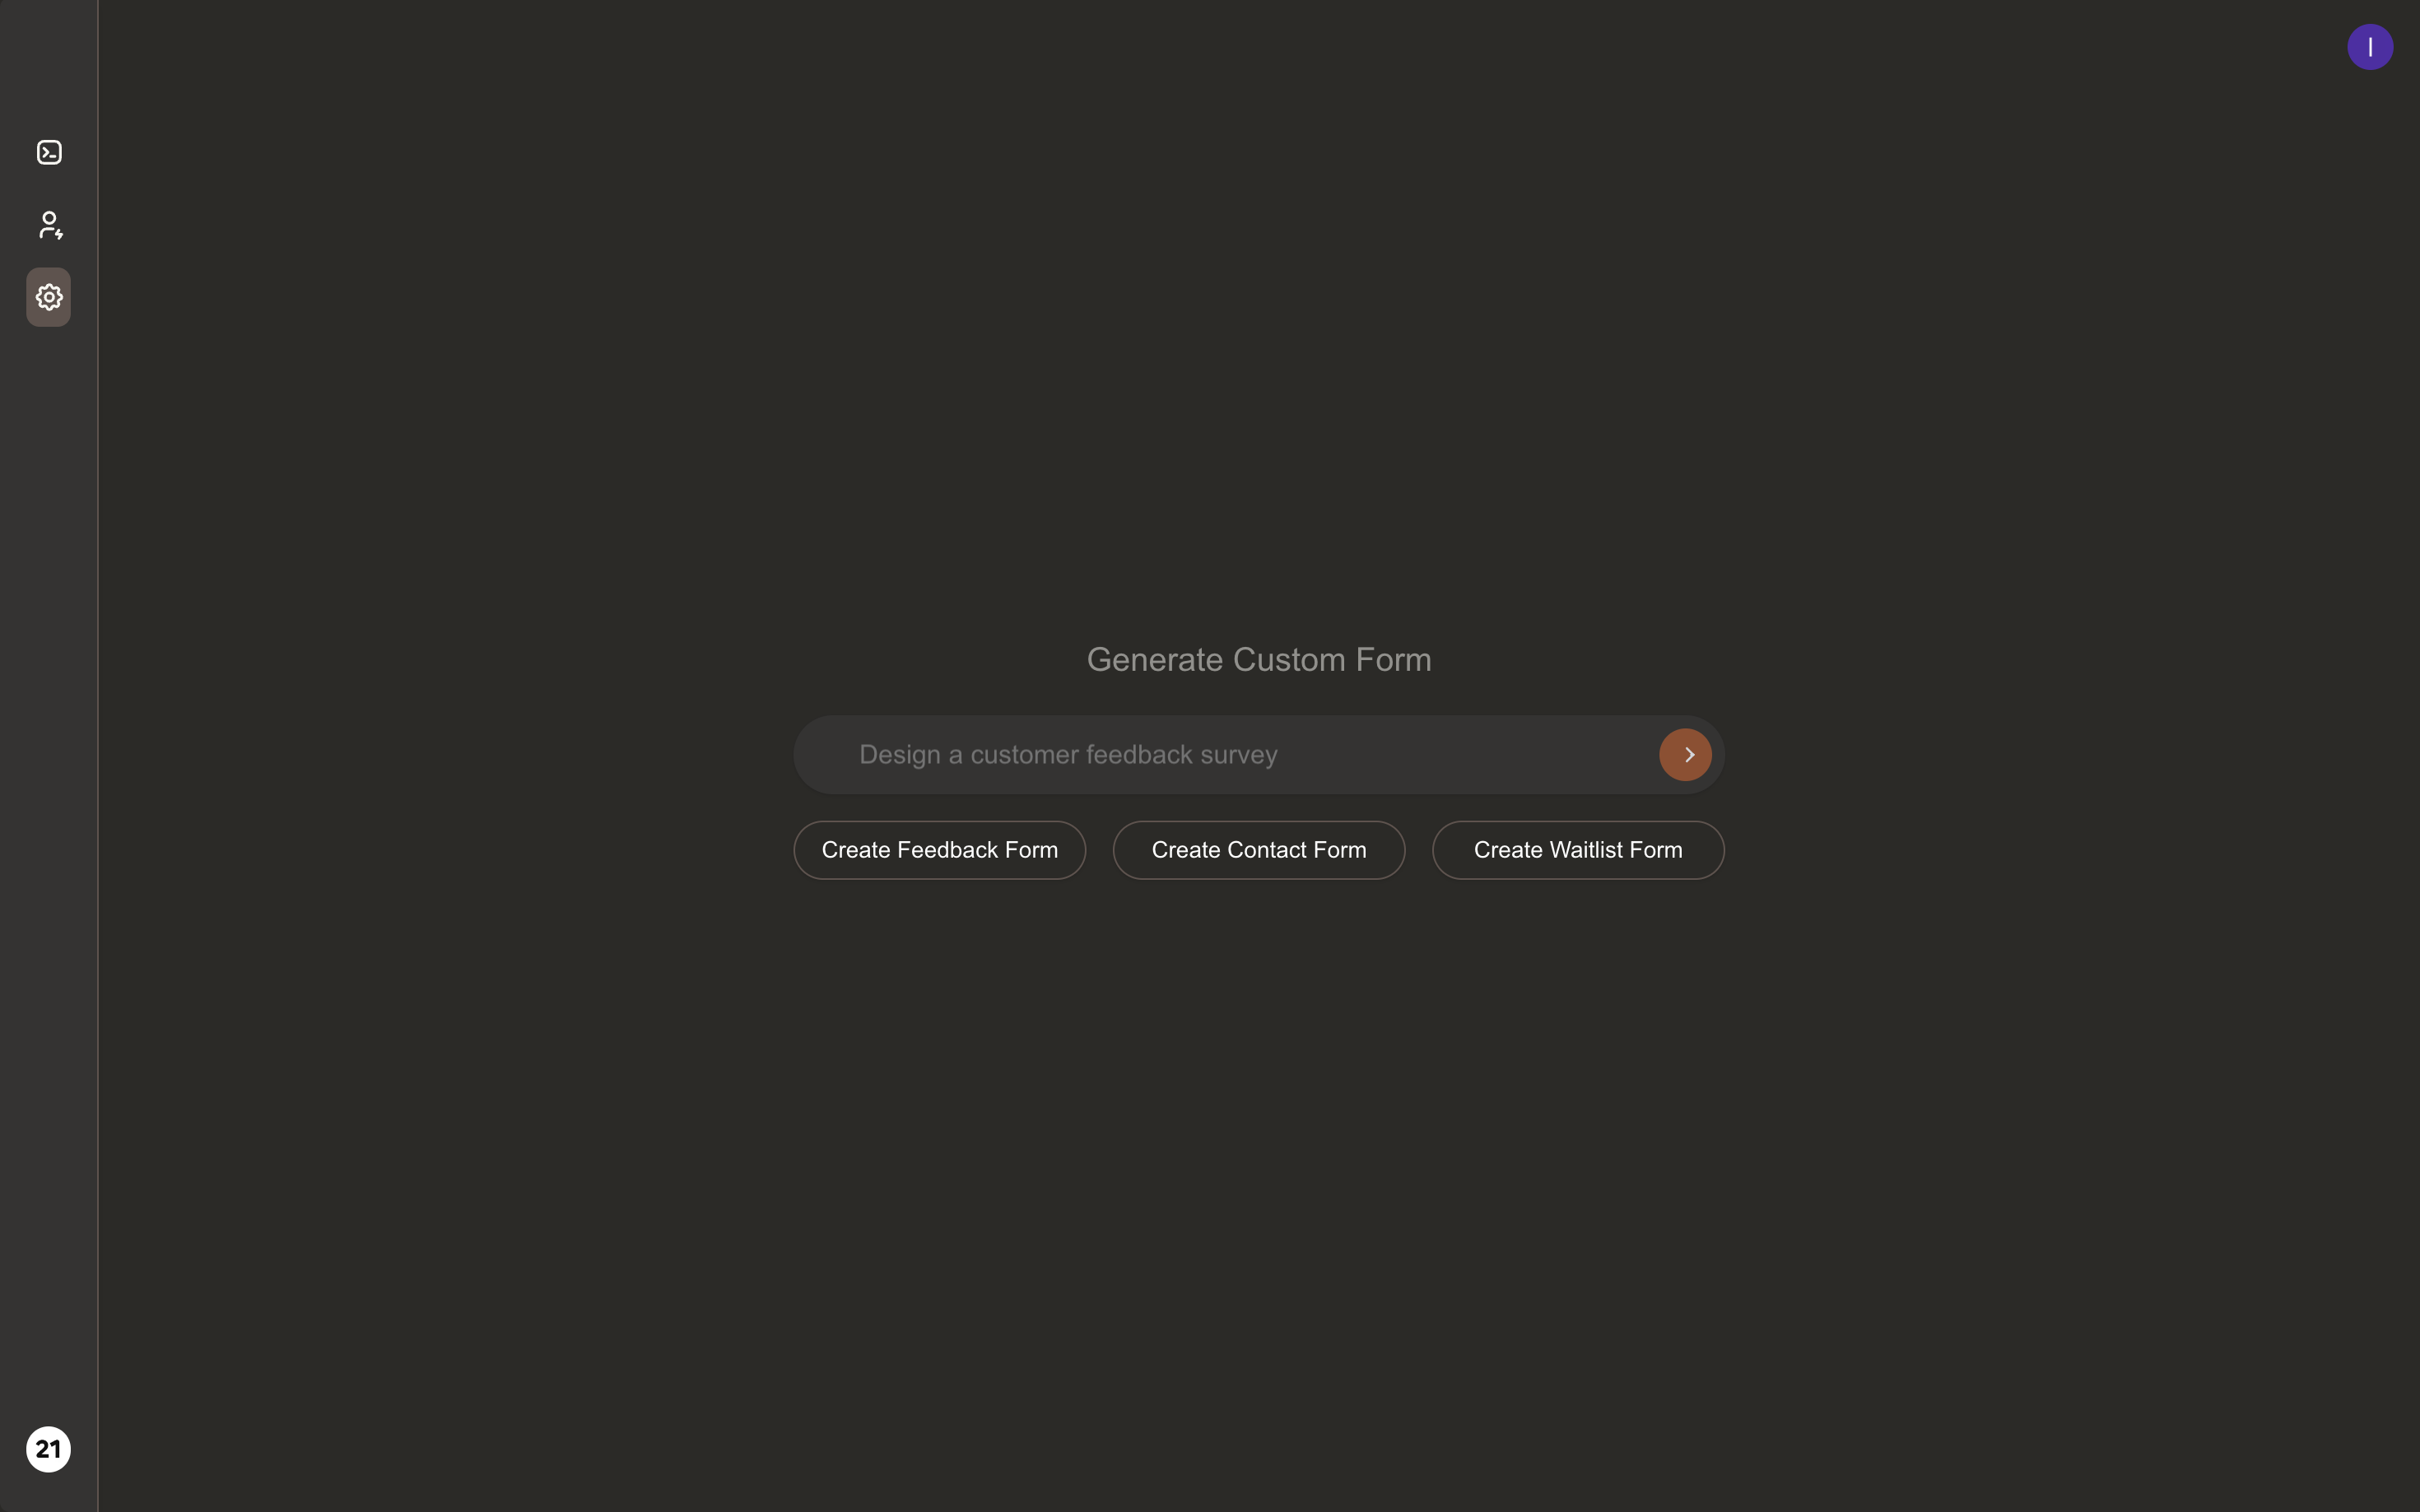 I
Generate Custom Form
Design a customer feedback survey
Create Feedback Form
Create Contact Form
Create Waitlist Form
21